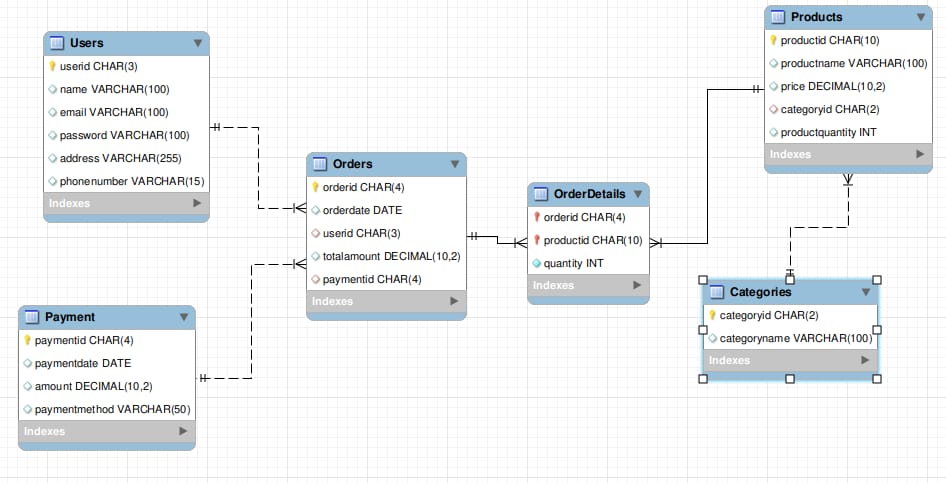 Users
userid CHAR(3)
name VARCHAR(100)
email VARCHAR(100)
password VARCHAR(100)
address VARCHAR(255)
phonenumber VARCHAR(15)
Indexes
Payment
paymentid CHAR(4)
paymentdate DATE
amount DECIMAL(10,2)
paymentmethod VARCHAR(50)
Indexes
Orders
orderid CHAR(4)
orderdate DATE
userid CHAR(3)
totalamount DECIMAL(10,2)
paymentid CHAR(4)
Indexes
OrderDetails
orderid CHAR(4)
productid CHAR(10)
quantity INT
Indexes
Products
productid CHAR(10)
productname VARCHAR(100)
price DECIMAL(10,2)
categoryid CHAR(2)
productquantity INT
Indexes
Categories
categoryid CHAR(2)
categoryname VARCHAR(100)
Indexes